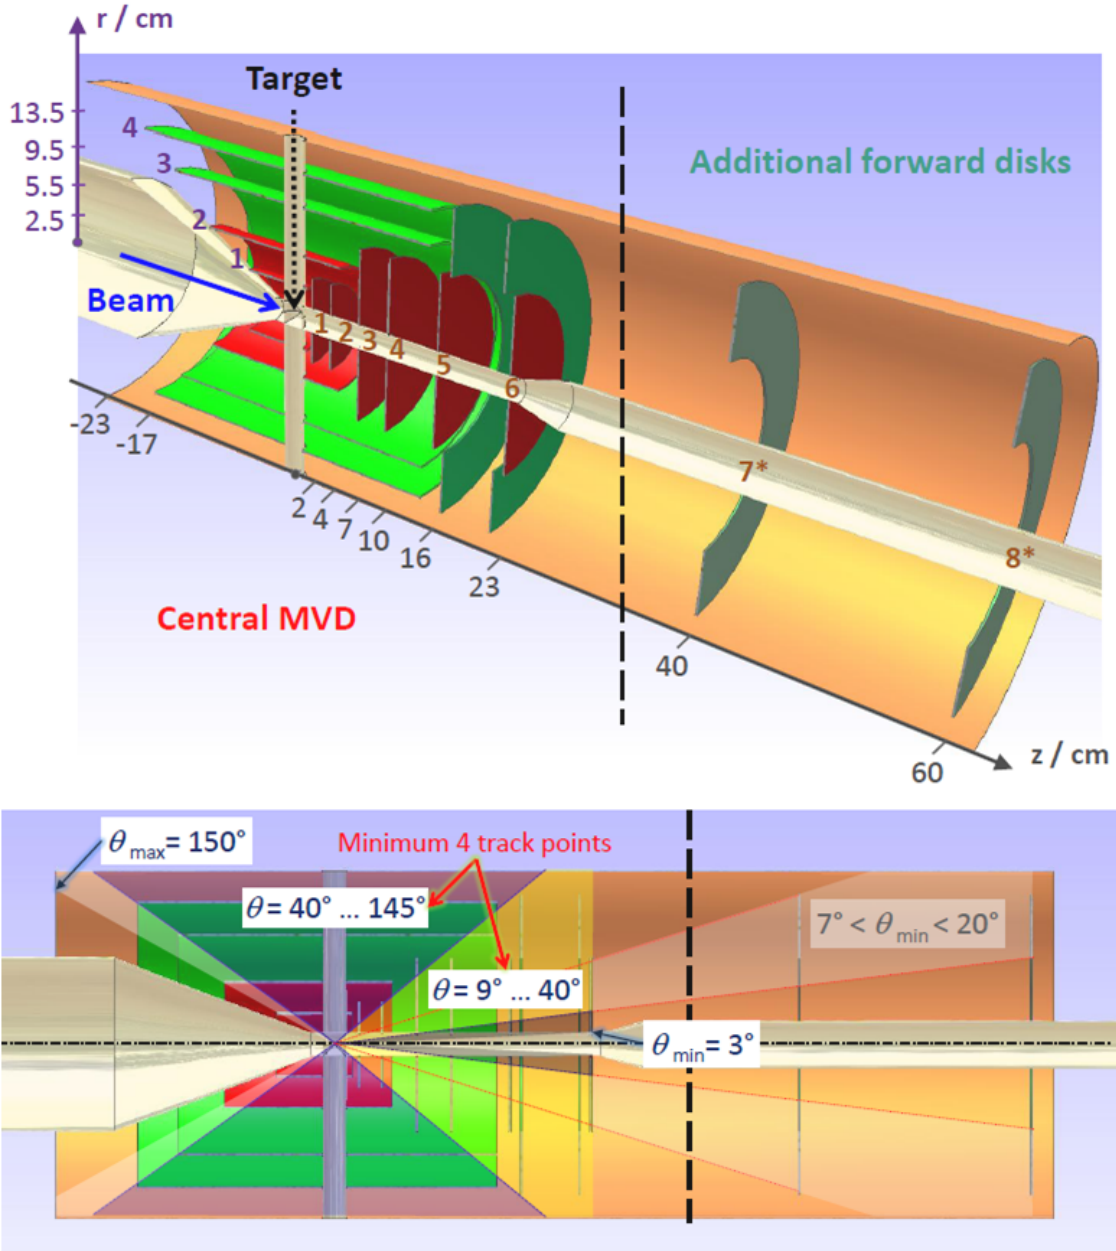 r / cm
Target
13.5
9.5
5.5
2.5
4
3
2
1
Additional forward disks
Beam
1
2
3
4
5
6
7*
8*
-23
-17
2
4
7
10
16
23
40
60
z / cm
Central MVD
θmax= 150°
Minimum 4 track points
θ= 40° ... 145°
7° < θmin < 20°
θ= 9° ... 40°
θmin= 3°